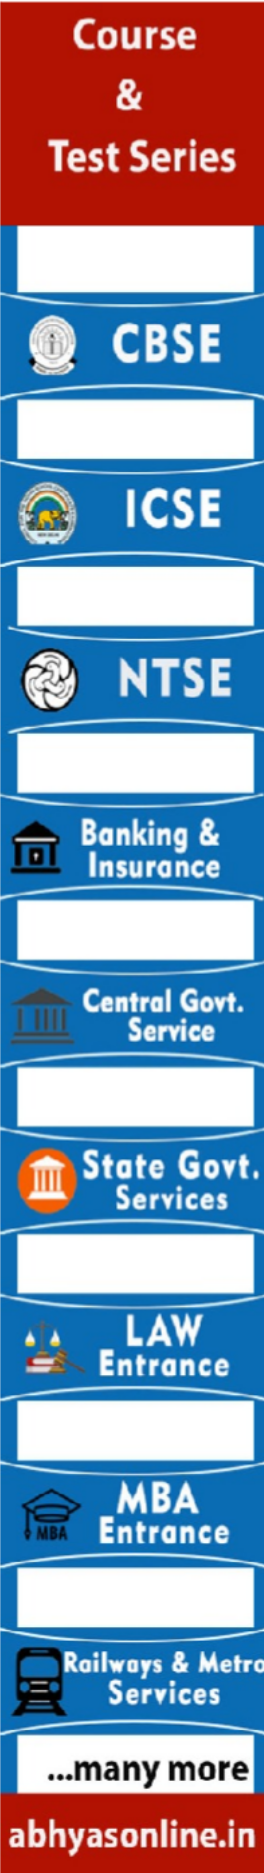 Course
&
Test Series
CBSE
ICSE
NTSE
Banking &
Insurance
Central Govt.
Service
State Govt.
Services
LAW
Entrance
MBA
MBA
Entrance
Railways & Metro
Services
...many more
abhyasonline.in